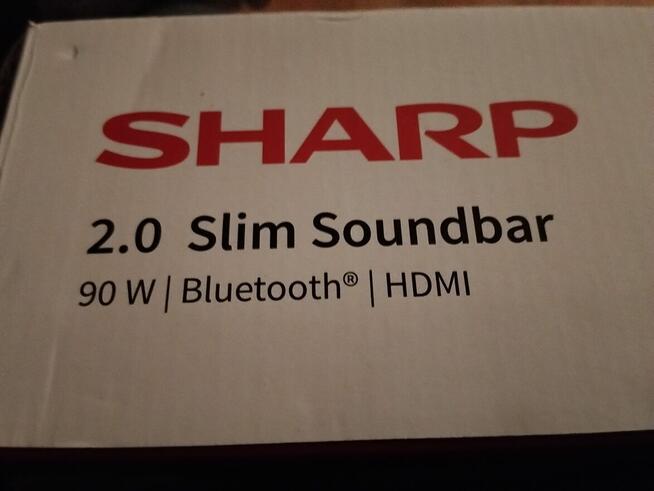 SHARP
2.0 Slim Soundbar
90 W | Bluetooth® | HDMI